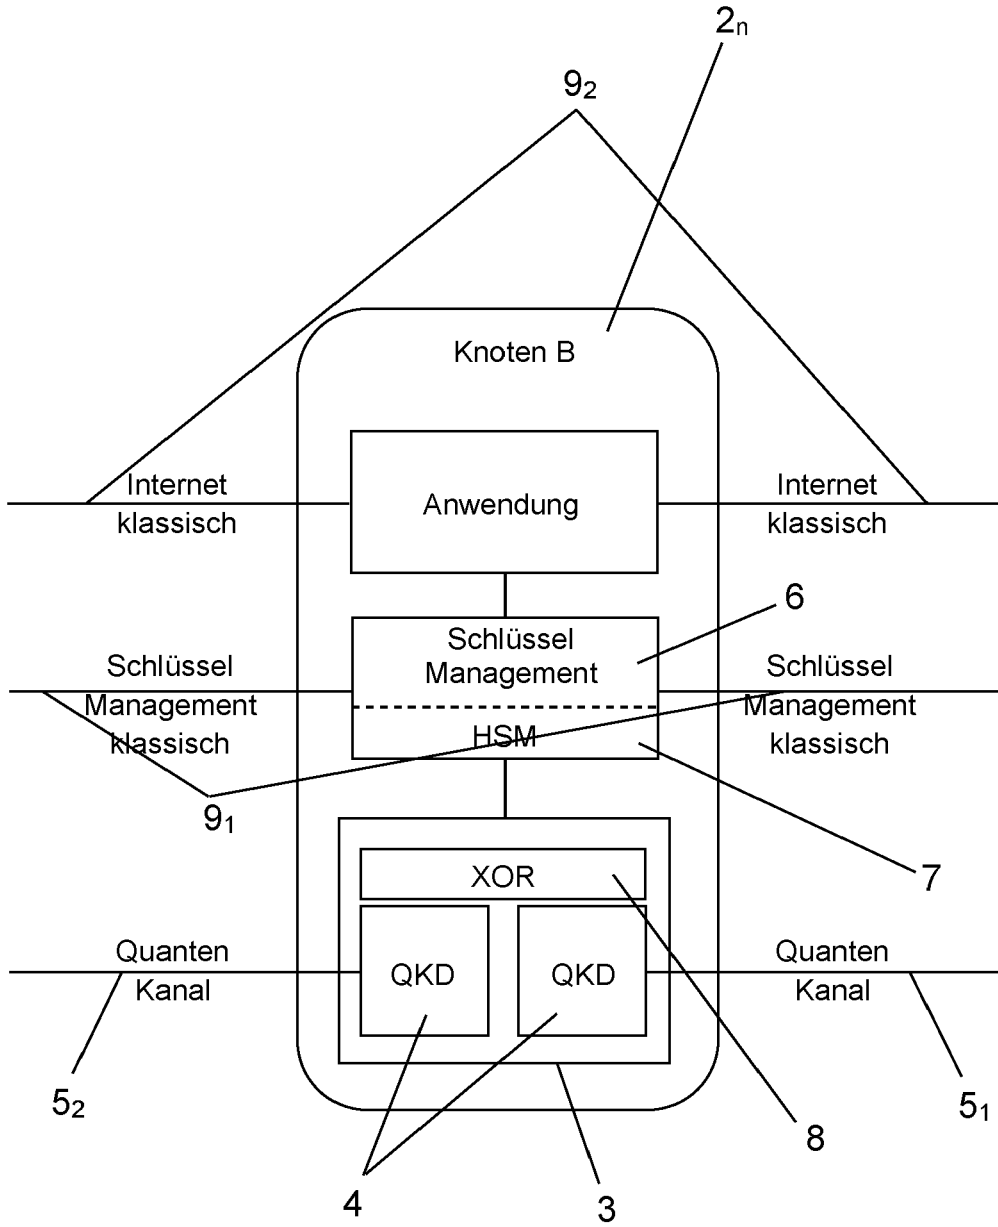 2n
92
Knoten B
Internet
klassisch
Anwendung
Internet
klassisch
6
Schlüssel
Management
klassisch
Schlüssel
Management
HSM
Schlüssel
Management
klassisch
91
7
XOR
Quanten
Kanal
QKD
QKD
Quanten
Kanal
52
51
8
4
3